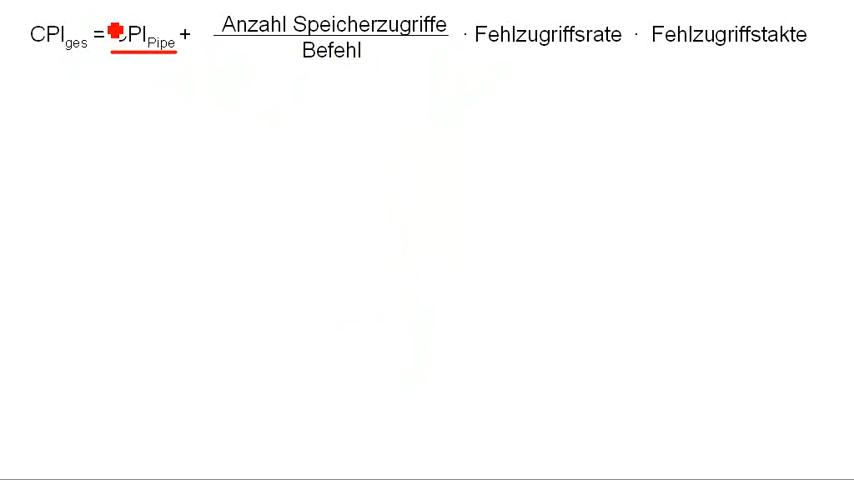 CPIges = CPIPipe + Anzahl Speicherzugriffe / Befehl · Fehlzugriffsrate · Fehlzugriffstakte